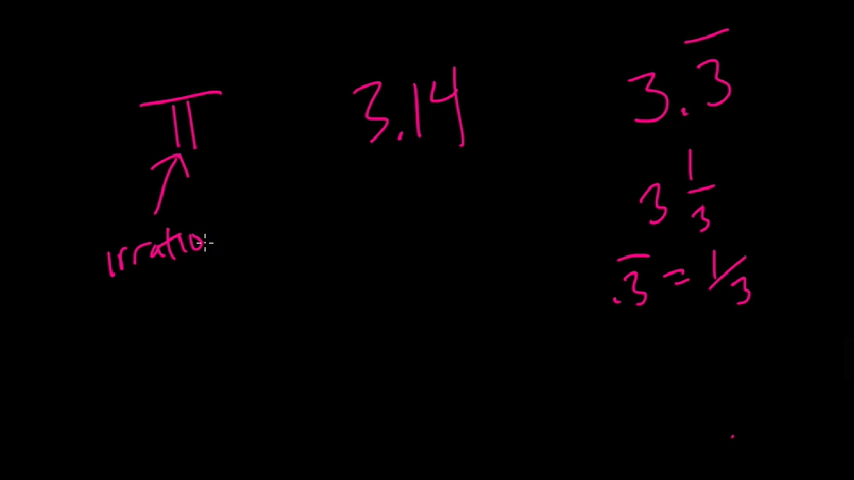 π 3.14 3.3̅
3 1/3
.3̅ = 1/3
irratio